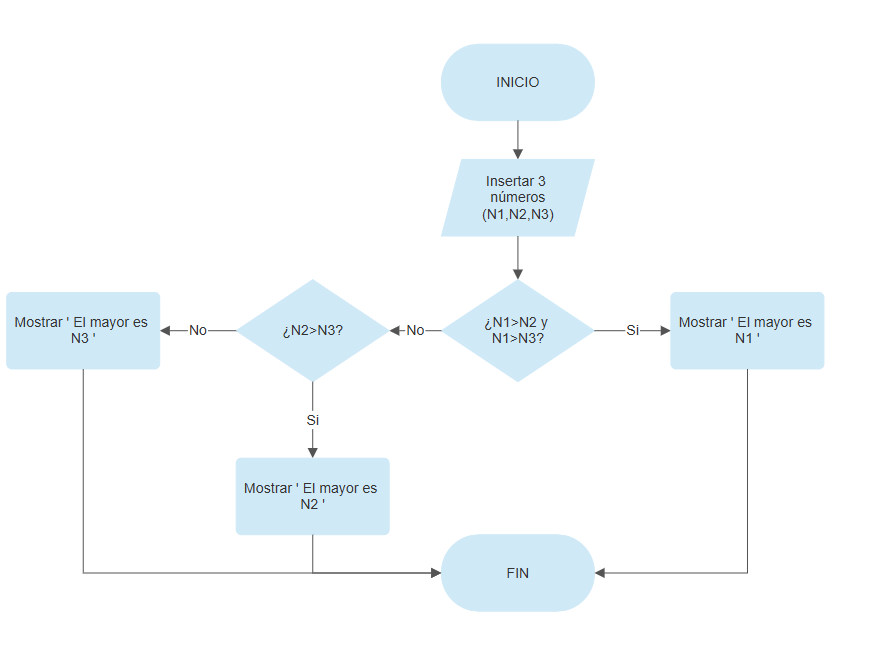 INICIO
Insertar 3
números
(N1,N2,N3)
¿N1>N2 y
N1>N3?
No
Si
¿N2>N3?
No
Si
Mostrar ' El mayor es
N3 '
Mostrar ' El mayor es
N1 '
Mostrar ' El mayor es
N2 '
FIN